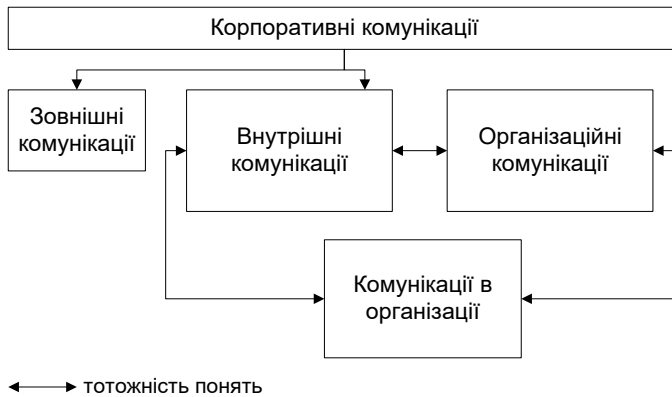 Корпоративні комунікації
Зовнішні
комунікації
Внутрішні
комунікації
Організаційні
комунікації
Комунікації в
організації
тотожність понять